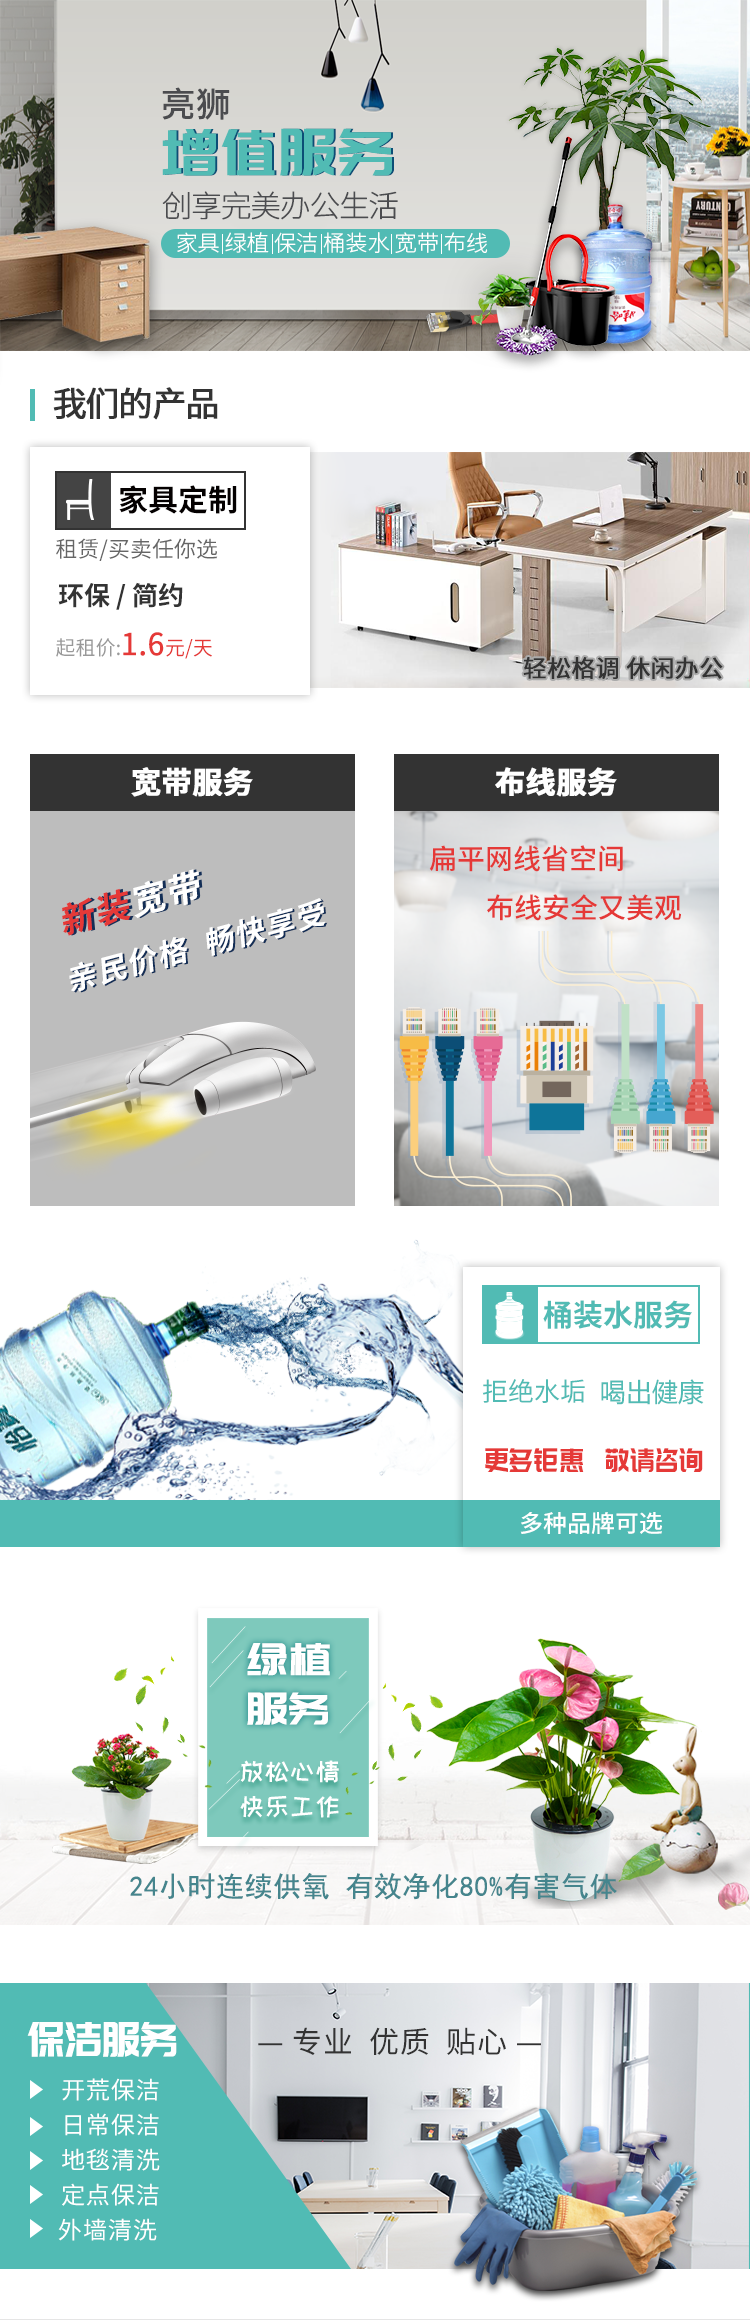 亮狮
增值服务
创享完美办公生活
家具|绿植|保洁|桶装水|宽带|布线
CENTURY
我们的产品
家具定制
租赁/买卖任你选
环保 / 简约
起租价:1.6元/天
轻松格调 休闲办公
宽带服务
新装宽带
亲民价格 畅快享受
布线服务
扁平网线省空间
布线安全又美观
桶装水服务
拒绝水垢 喝出健康
更多钜惠 敬请咨询
多种品牌可选
绿植
服务
放松心情
快乐工作
24小时连续供氧 有效净化80%有害气体
保洁服务
— 专业 优质 贴心 —
开荒保洁
日常保洁
地毯清洗
定点保洁
外墙清洗